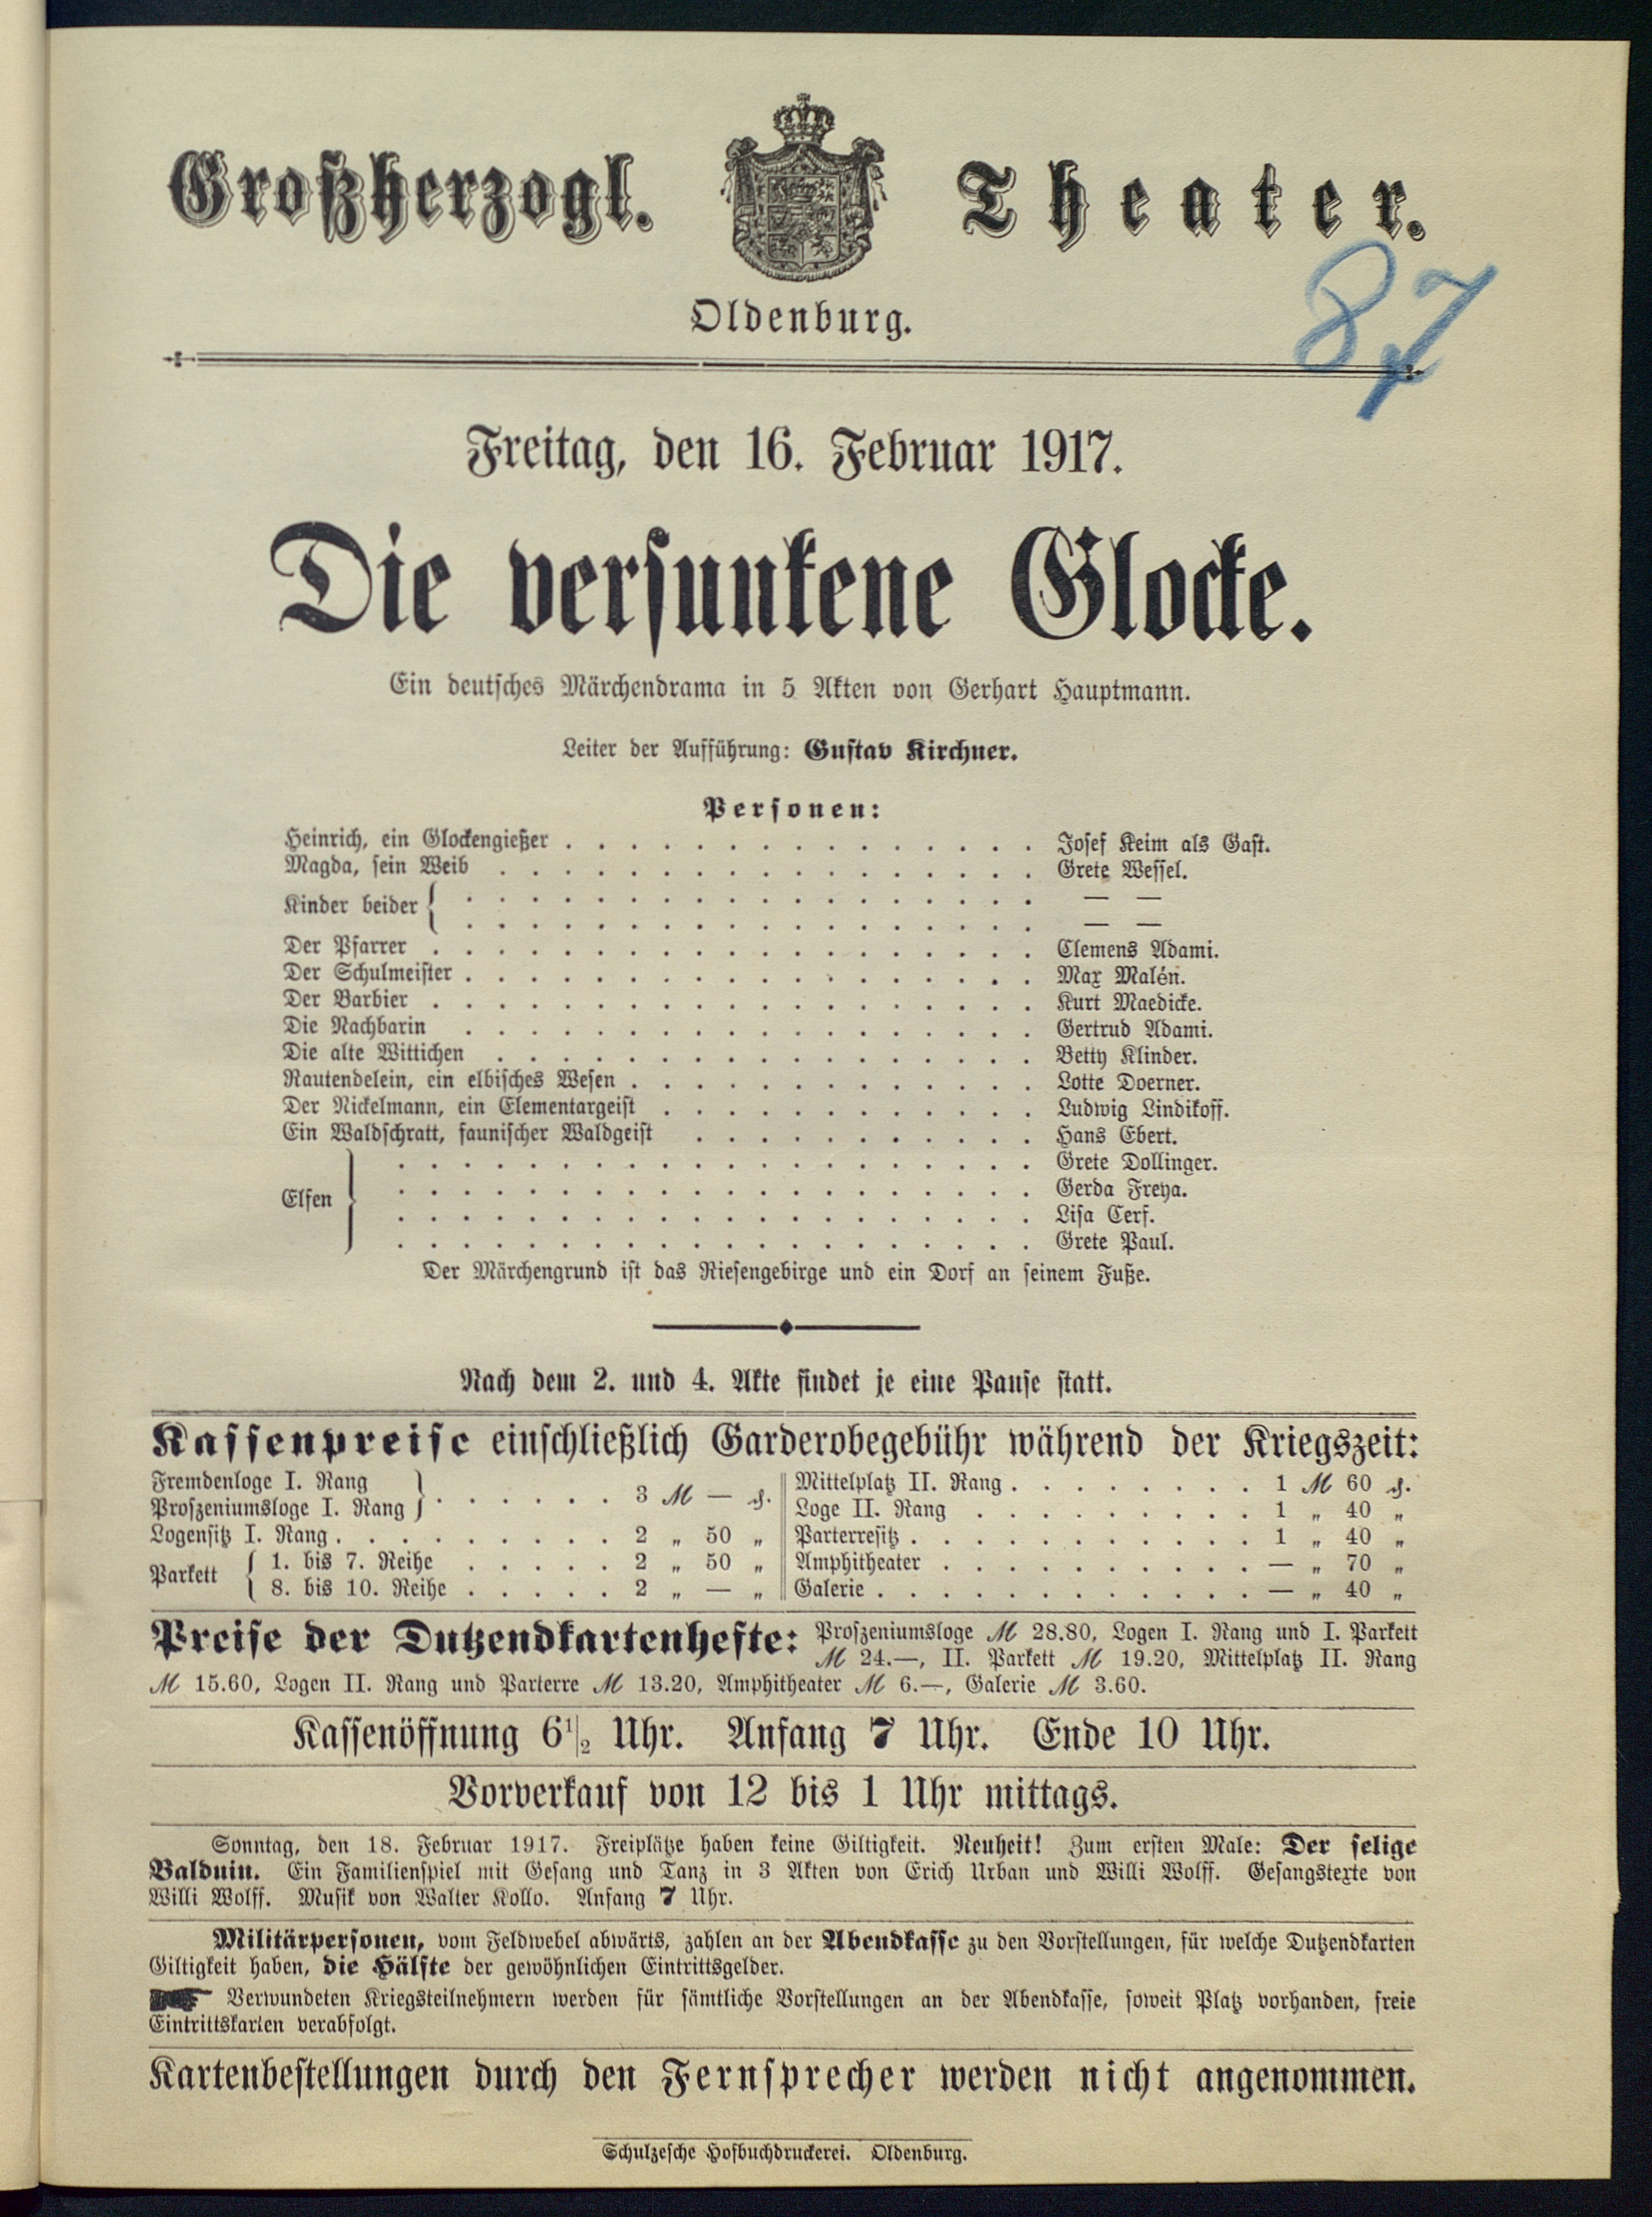 Großherzogl. Theater.
87
Oldenburg.
Freitag, den 16. Februar 1917.
Die versunkene Glocke.
Ein deutsches Märchendrama in 5 Akten von Gerhart Hauptmann.
Leiter der Aufführung: Gustav Kirchner.
Personen:
Heinrich, ein Glockengießer . . . . . . . . . . . . . . . Josef Keim als Gast.
Magda, sein Weib . . . . . . . . . . . . . . . . . Grete Wessel.
Kinder beider { . . . . . . . . . . . . . . . . . . — —
. . . . . . . . . . . . . . . . . . — —
Der Pfarrer . . . . . . . . . . . . . . . . . . . Clemens Adami.
Der Schulmeister . . . . . . . . . . . . . . . . . . Max Malén.
Der Barbier . . . . . . . . . . . . . . . . . . . Kurt Maedicke.
Die Nachbarin . . . . . . . . . . . . . . . . . . Gertrud Adami.
Die alte Wittichen . . . . . . . . . . . . . . . . . Betty Klinder.
Rautendelein, ein elbisches Wesen . . . . . . . . . . . . . Lotte Doerner.
Der Nickelmann, ein Elementargeist . . . . . . . . . . . . Ludwig Lindikoff.
Ein Waldschratt, faunischer Waldgeist . . . . . . . . . . . Hans Ebert.
Elfen } . . . . . . . . . . . . . . . . . . . . Grete Dollinger.
. . . . . . . . . . . . . . . . . . . . Gerda Freya.
. . . . . . . . . . . . . . . . . . . . Lisa Cerf.
. . . . . . . . . . . . . . . . . . . . Grete Paul.
Der Märchengrund ist das Riesengebirge und ein Dorf an seinem Fuße.
Nach dem 2. und 4. Akte findet je eine Pause statt.
Kassenpreise einschließlich Garderobegebühr während der Kriegszeit:
Fremdenloge I. Rang
Proszeniumsloge I. Rang } . . . . . . 3 ℳ — ₰.
Logensitz I. Rang . . . . . . . . . 2 „ 50 „
Parkett { 1. bis 7. Reihe . . . . . 2 „ 50 „
8. bis 10. Reihe . . . . . 2 „ — „
Mittelplatz II. Rang . . . . . . . . 1 ℳ 60 ₰.
Loge II. Rang . . . . . . . . . 1 „ 40 „
Parterresitz . . . . . . . . . . . 1 „ 40 „
Amphitheater . . . . . . . . . . — „ 70 „
Galerie . . . . . . . . . . . . — „ 40 „
Preise der Dutzendkartenhefte: Proszeniumsloge ℳ 28.80, Logen I. Rang und I. Parkett
ℳ 24.—, II. Parkett ℳ 19.20, Mittelplatz II. Rang
ℳ 15.60, Logen II. Rang und Parterre ℳ 13.20, Amphitheater ℳ 6.—, Galerie ℳ 3.60.
Kassenöffnung 6 1/2 Uhr. Anfang 7 Uhr. Ende 10 Uhr.
Vorverkauf von 12 bis 1 Uhr mittags.
Sonntag, den 18. Februar 1917. Freiplätze haben keine Giltigkeit. Neuheit! Zum ersten Male: Der selige
Balduin. Ein Familienspiel mit Gesang und Tanz in 3 Akten von Erich Urban und Willi Wolff. Gesangstexte von
Willi Wolff. Musik von Walter Kollo. Anfang 7 Uhr.
Militärpersonen, vom Feldwebel abwärts, zahlen an der Abendkasse zu den Vorstellungen, für welche Dutzendkarten
Giltigkeit haben, die Hälfte der gewöhnlichen Eintrittsgelder.
Verwundeten Kriegsteilnehmern werden für sämtliche Vorstellungen an der Abendkasse, soweit Platz vorhanden, freie
Eintrittskarten verabfolgt.
Kartenbestellungen durch den Fernsprecher werden nicht angenommen.
Schulzesche Hofbuchdruckerei. Oldenburg.